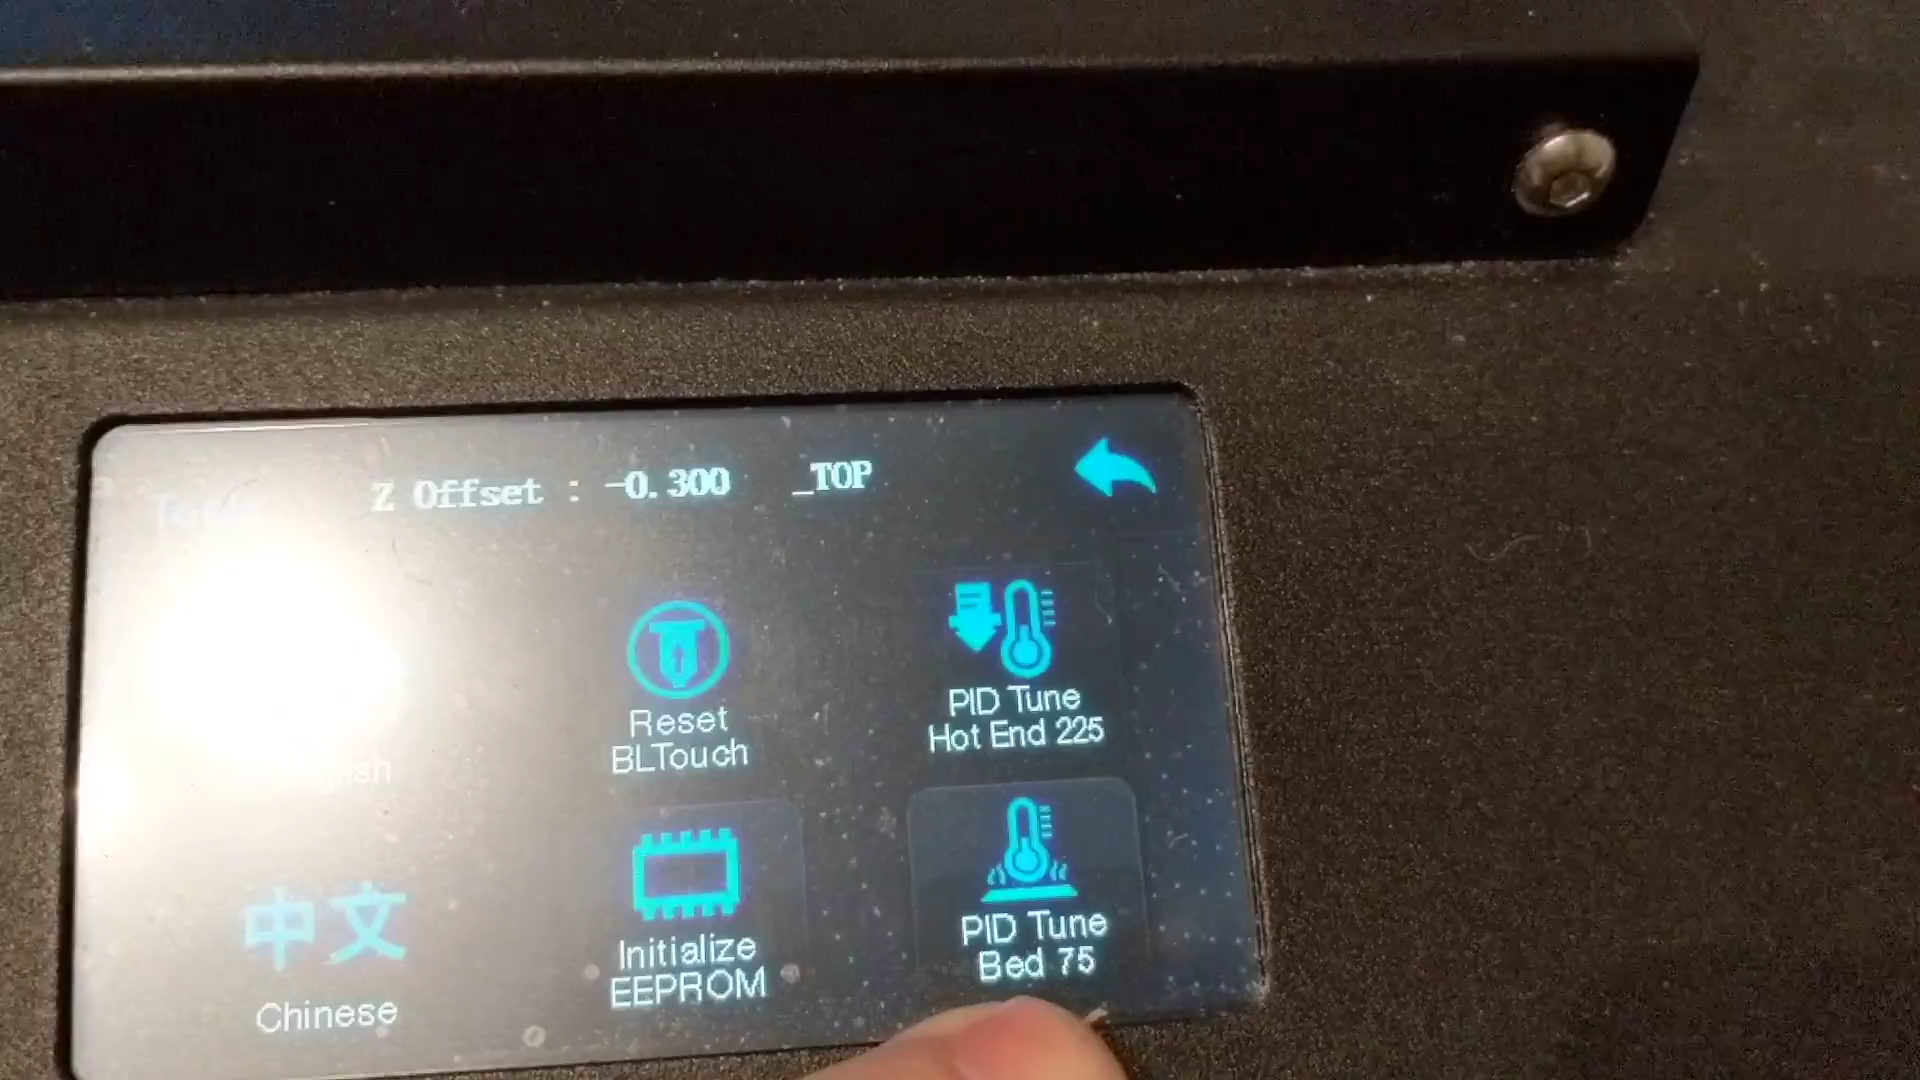 Z Offset : -0.300 _TOP
Reset
BLTouch
PID Tune
Hot End 225
中文
Chinese
Initialize
EEPROM
PID Tune
Bed 75